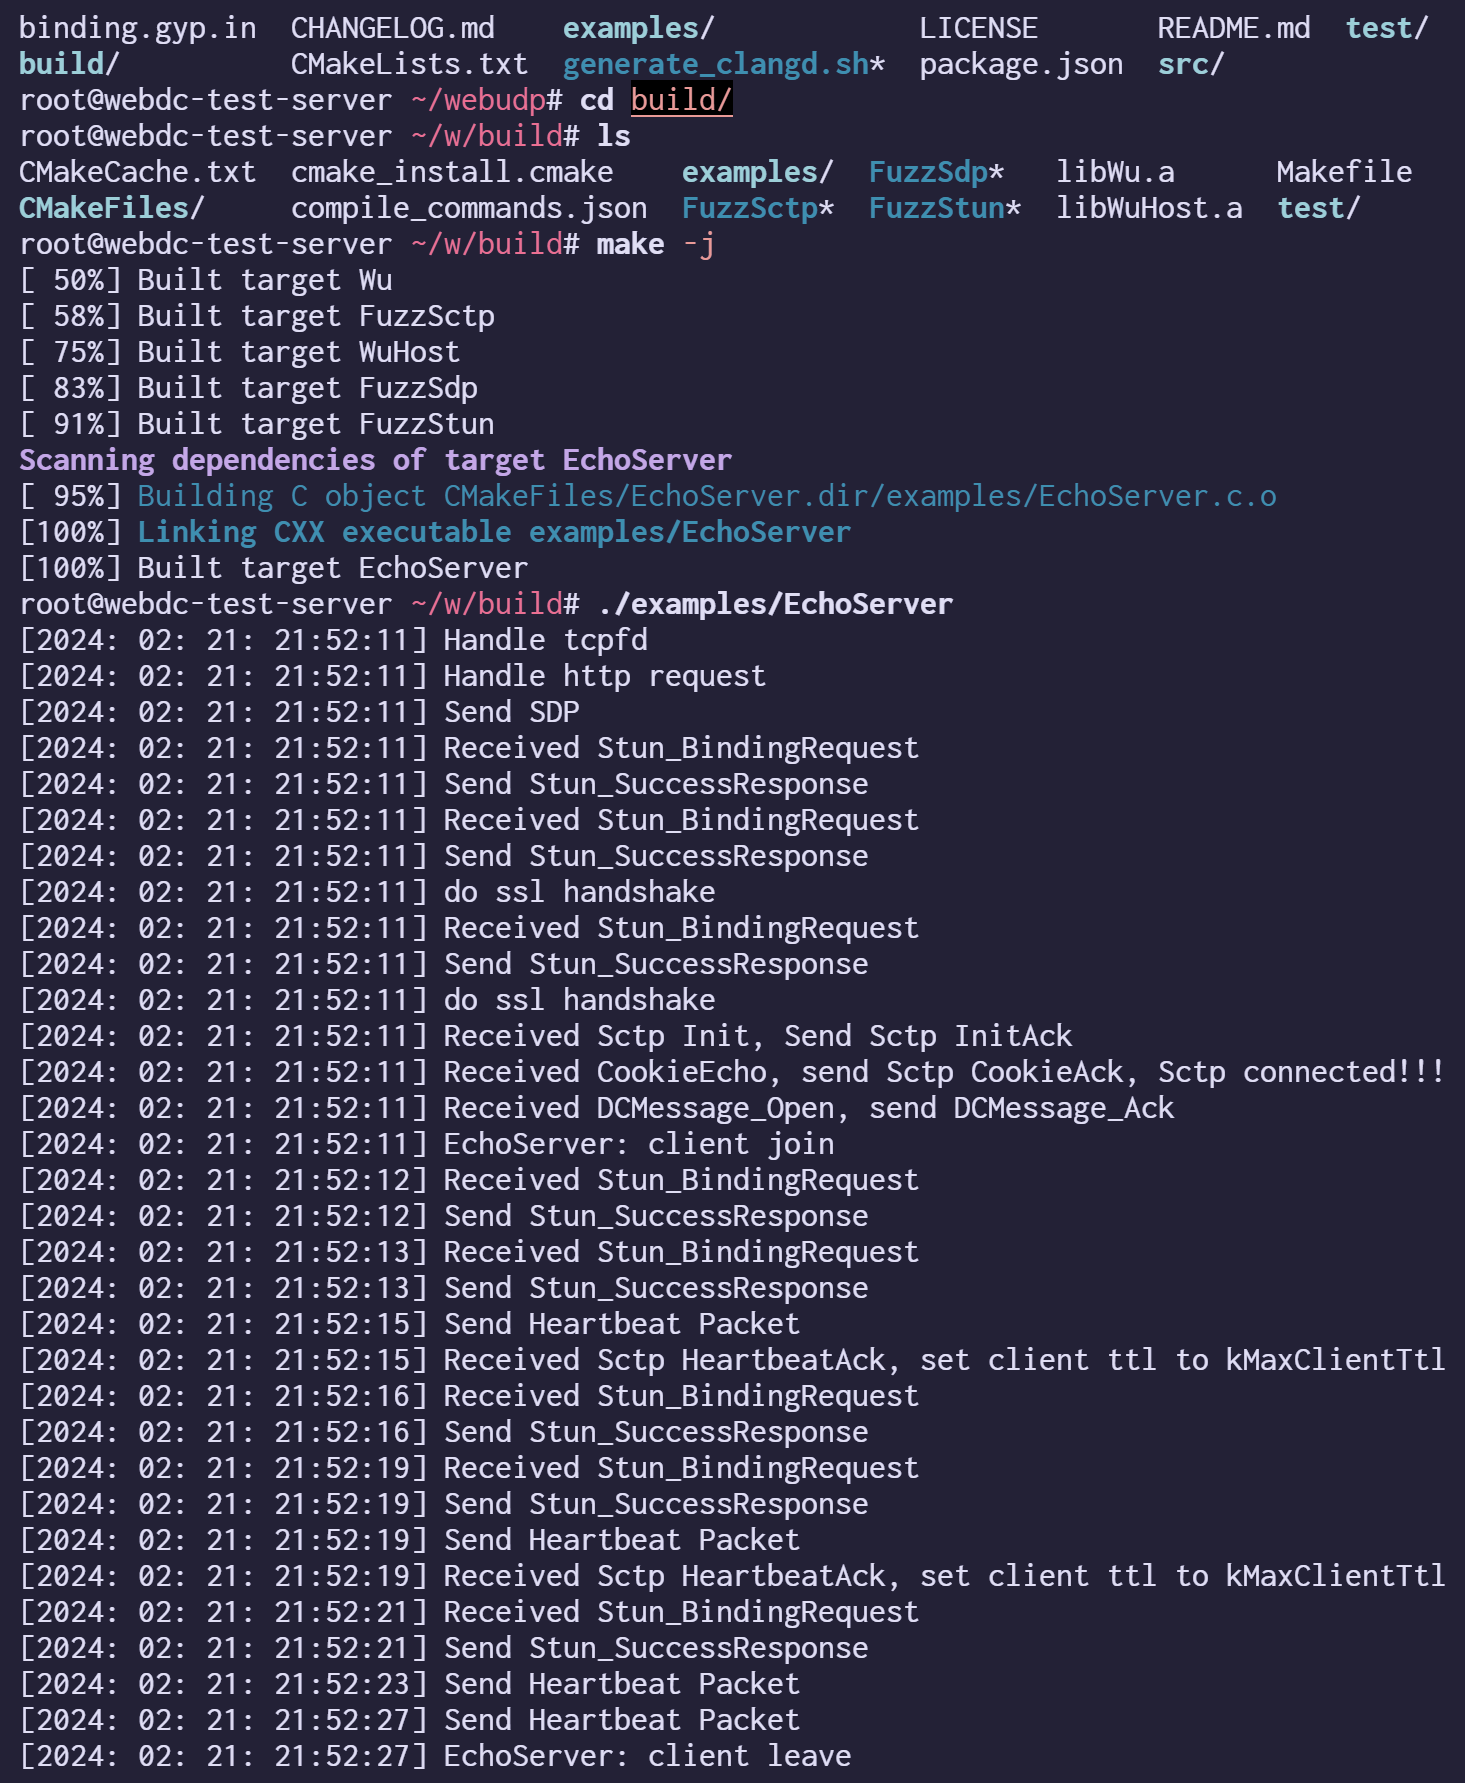 binding.gyp.in  CHANGELOG.md    examples/            LICENSE       README.md  test/
build/          CMakeLists.txt  generate_clangd.sh*  package.json  src/
root@webdc-test-server ~/webudp# cd build/
root@webdc-test-server ~/w/build# ls
CMakeCache.txt  cmake_install.cmake    examples/  FuzzSdp*   libWu.a      Makefile
CMakeFiles/     compile_commands.json  FuzzSctp*  FuzzStun*  libWuHost.a  test/
root@webdc-test-server ~/w/build# make -j
[ 50%] Built target Wu
[ 58%] Built target FuzzSctp
[ 75%] Built target WuHost
[ 83%] Built target FuzzSdp
[ 91%] Built target FuzzStun
Scanning dependencies of target EchoServer
[ 95%] Building C object CMakeFiles/EchoServer.dir/examples/EchoServer.c.o
[100%] Linking CXX executable examples/EchoServer
[100%] Built target EchoServer
root@webdc-test-server ~/w/build# ./examples/EchoServer
[2024: 02: 21: 21:52:11] Handle tcpfd
[2024: 02: 21: 21:52:11] Handle http request
[2024: 02: 21: 21:52:11] Send SDP
[2024: 02: 21: 21:52:11] Received Stun_BindingRequest
[2024: 02: 21: 21:52:11] Send Stun_SuccessResponse
[2024: 02: 21: 21:52:11] Received Stun_BindingRequest
[2024: 02: 21: 21:52:11] Send Stun_SuccessResponse
[2024: 02: 21: 21:52:11] do ssl handshake
[2024: 02: 21: 21:52:11] Received Stun_BindingRequest
[2024: 02: 21: 21:52:11] Send Stun_SuccessResponse
[2024: 02: 21: 21:52:11] do ssl handshake
[2024: 02: 21: 21:52:11] Received Sctp Init, Send Sctp InitAck
[2024: 02: 21: 21:52:11] Received CookieEcho, send Sctp CookieAck, Sctp connected!!!
[2024: 02: 21: 21:52:11] Received DCMessage_Open, send DCMessage_Ack
[2024: 02: 21: 21:52:11] EchoServer: client join
[2024: 02: 21: 21:52:12] Received Stun_BindingRequest
[2024: 02: 21: 21:52:12] Send Stun_SuccessResponse
[2024: 02: 21: 21:52:13] Received Stun_BindingRequest
[2024: 02: 21: 21:52:13] Send Stun_SuccessResponse
[2024: 02: 21: 21:52:15] Send Heartbeat Packet
[2024: 02: 21: 21:52:15] Received Sctp HeartbeatAck, set client ttl to kMaxClientTtl
[2024: 02: 21: 21:52:16] Received Stun_BindingRequest
[2024: 02: 21: 21:52:16] Send Stun_SuccessResponse
[2024: 02: 21: 21:52:19] Received Stun_BindingRequest
[2024: 02: 21: 21:52:19] Send Stun_SuccessResponse
[2024: 02: 21: 21:52:19] Send Heartbeat Packet
[2024: 02: 21: 21:52:19] Received Sctp HeartbeatAck, set client ttl to kMaxClientTtl
[2024: 02: 21: 21:52:21] Received Stun_BindingRequest
[2024: 02: 21: 21:52:21] Send Stun_SuccessResponse
[2024: 02: 21: 21:52:23] Send Heartbeat Packet
[2024: 02: 21: 21:52:27] Send Heartbeat Packet
[2024: 02: 21: 21:52:27] EchoServer: client leave